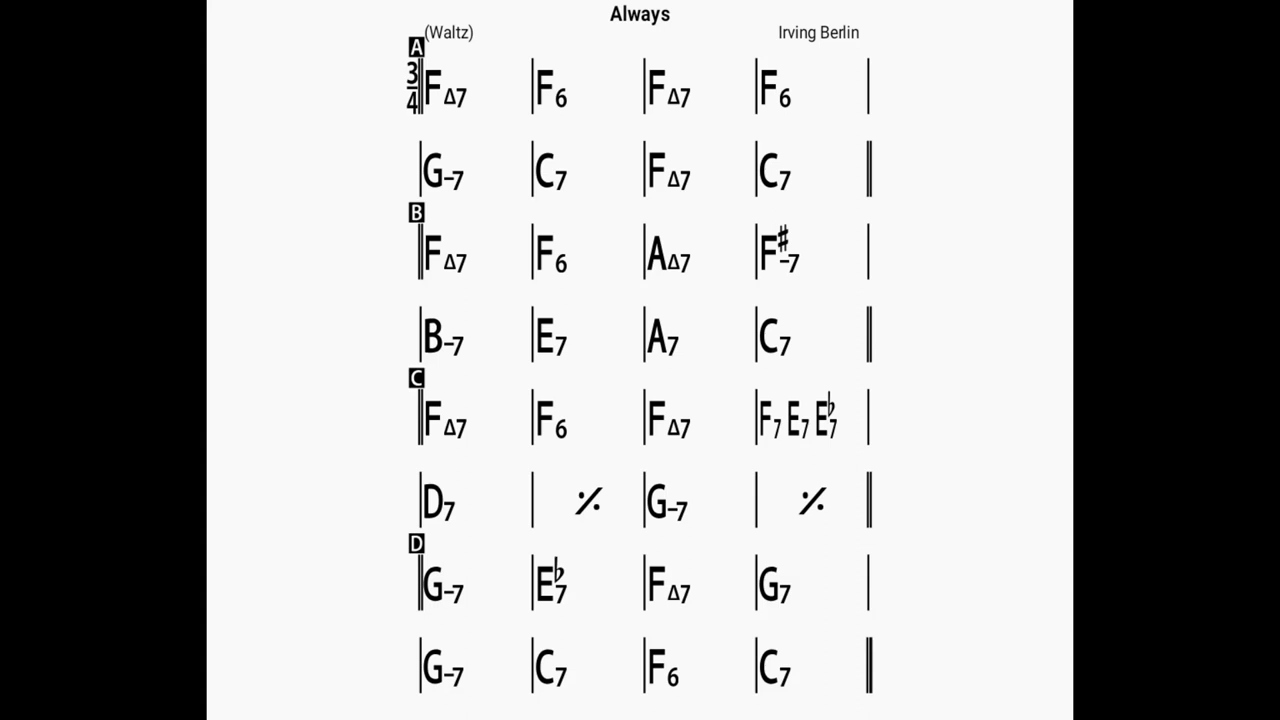 Always
(Waltz) Irving Berlin
A
3/4 FΔ7 F6 FΔ7 F6
G-7 C7 FΔ7 C7
B
FΔ7 F6 AΔ7 F♯-7
B-7 E7 A7 C7
C
FΔ7 F6 FΔ7 F7 E7 E♭7
D7 𝄎 G-7 𝄎
D
G-7 E♭7 FΔ7 G7
G-7 C7 F6 C7